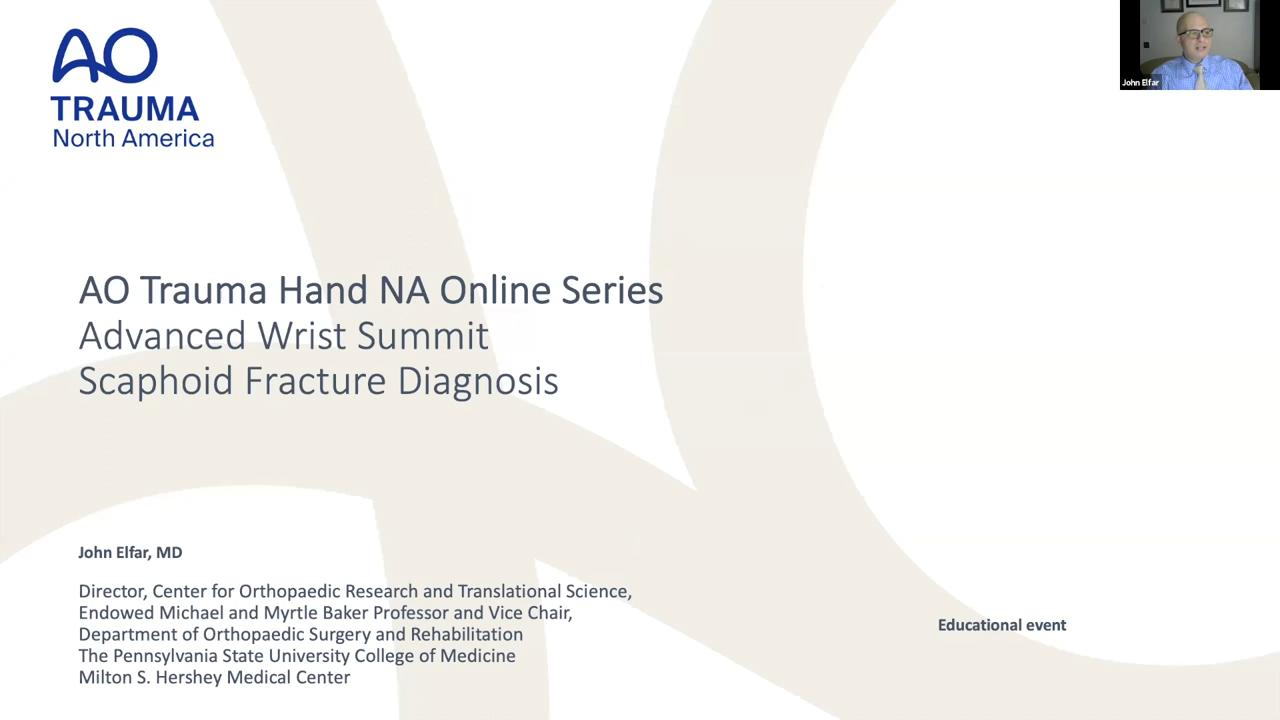 AO
TRAUMA
North America
John Elfar
AO Trauma Hand NA Online Series
Advanced Wrist Summit
Scaphoid Fracture Diagnosis
John Elfar, MD
Director, Center for Orthopaedic Research and Translational Science,
Endowed Michael and Myrtle Baker Professor and Vice Chair,
Department of Orthopaedic Surgery and Rehabilitation
The Pennsylvania State University College of Medicine
Milton S. Hershey Medical Center
Educational event